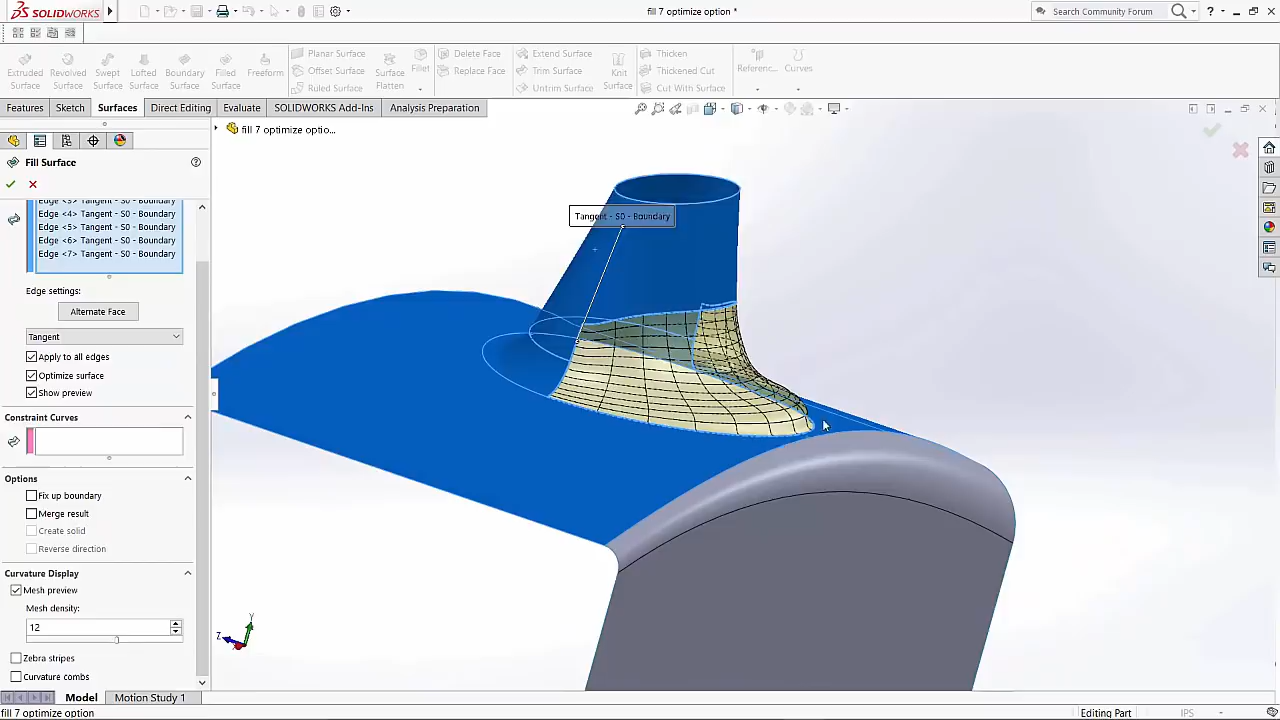 SOLIDWORKS
fill 7 optimize option *
Search Community Forum
Extruded Surface
Revolved Surface
Swept Surface
Lofted Surface
Boundary Surface
Filled Surface
Freeform
Planar Surface
Offset Surface
Ruled Surface
Surface Flatten
Fillet
Delete Face
Replace Face
Extend Surface
Trim Surface
Untrim Surface
Knit Surface
Thicken
Thickened Cut
Cut With Surface
Referenc...
Curves
Features
Sketch
Surfaces
Direct Editing
Evaluate
SOLIDWORKS Add-Ins
Analysis Preparation
fill 7 optimize optio...
Fill Surface
Edge <3> Tangent - S0 - Boundary
Edge <4> Tangent - S0 - Boundary
Edge <5> Tangent - S0 - Boundary
Edge <6> Tangent - S0 - Boundary
Edge <7> Tangent - S0 - Boundary
Edge settings:
Alternate Face
Tangent
Apply to all edges
Optimize surface
Show preview
Constraint Curves
Options
Fix up boundary
Merge result
Create solid
Reverse direction
Curvature Display
Mesh preview
Mesh density:
12
Zebra stripes
Curvature combs
Tangent - S0 - Boundary
Y
Z
Model
Motion Study 1
fill 7 optimize option
Editing Part
IPS